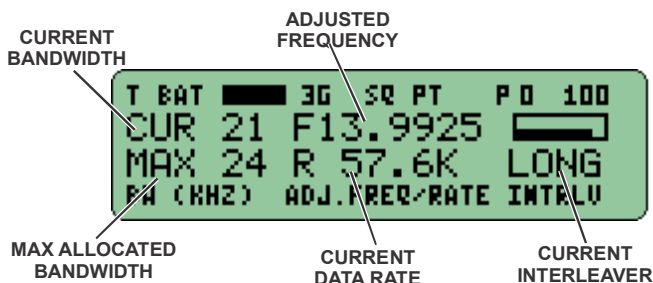 ADJUSTED
FREQUENCY
CURRENT
BANDWIDTH
T BAT 3G SQ PT P O 100
CUR 21 F13.9925
MAX 24 R 57.6K LONG
BW (KHZ) ADJ.FREQ/RATE INTRLV
MAX ALLOCATED
BANDWIDTH
CURRENT
DATA RATE
CURRENT
INTERLEAVER